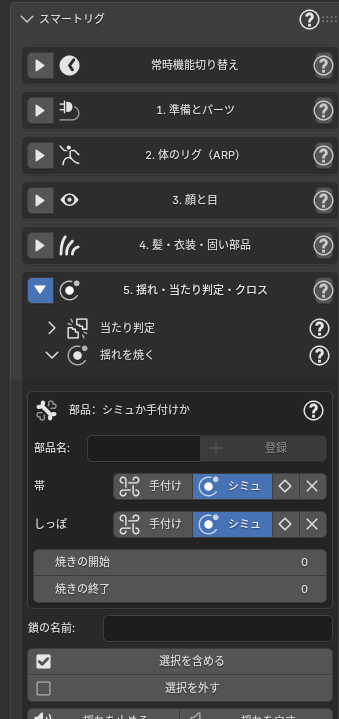 スマートリグ
常時機能切り替え
1. 準備とパーツ
2. 体のリグ（ARP）
3. 顔と目
4. 髪・衣装・固い部品
5. 揺れ・当たり判定・クロス
当たり判定
揺れを焼く
部品：シミュか手付けか
部品名: 登録
帯 手付け シミュ
しっぽ 手付け シミュ
焼きの開始 0
焼きの終了 0
鎖の名前:
選択を含める
選択を外す